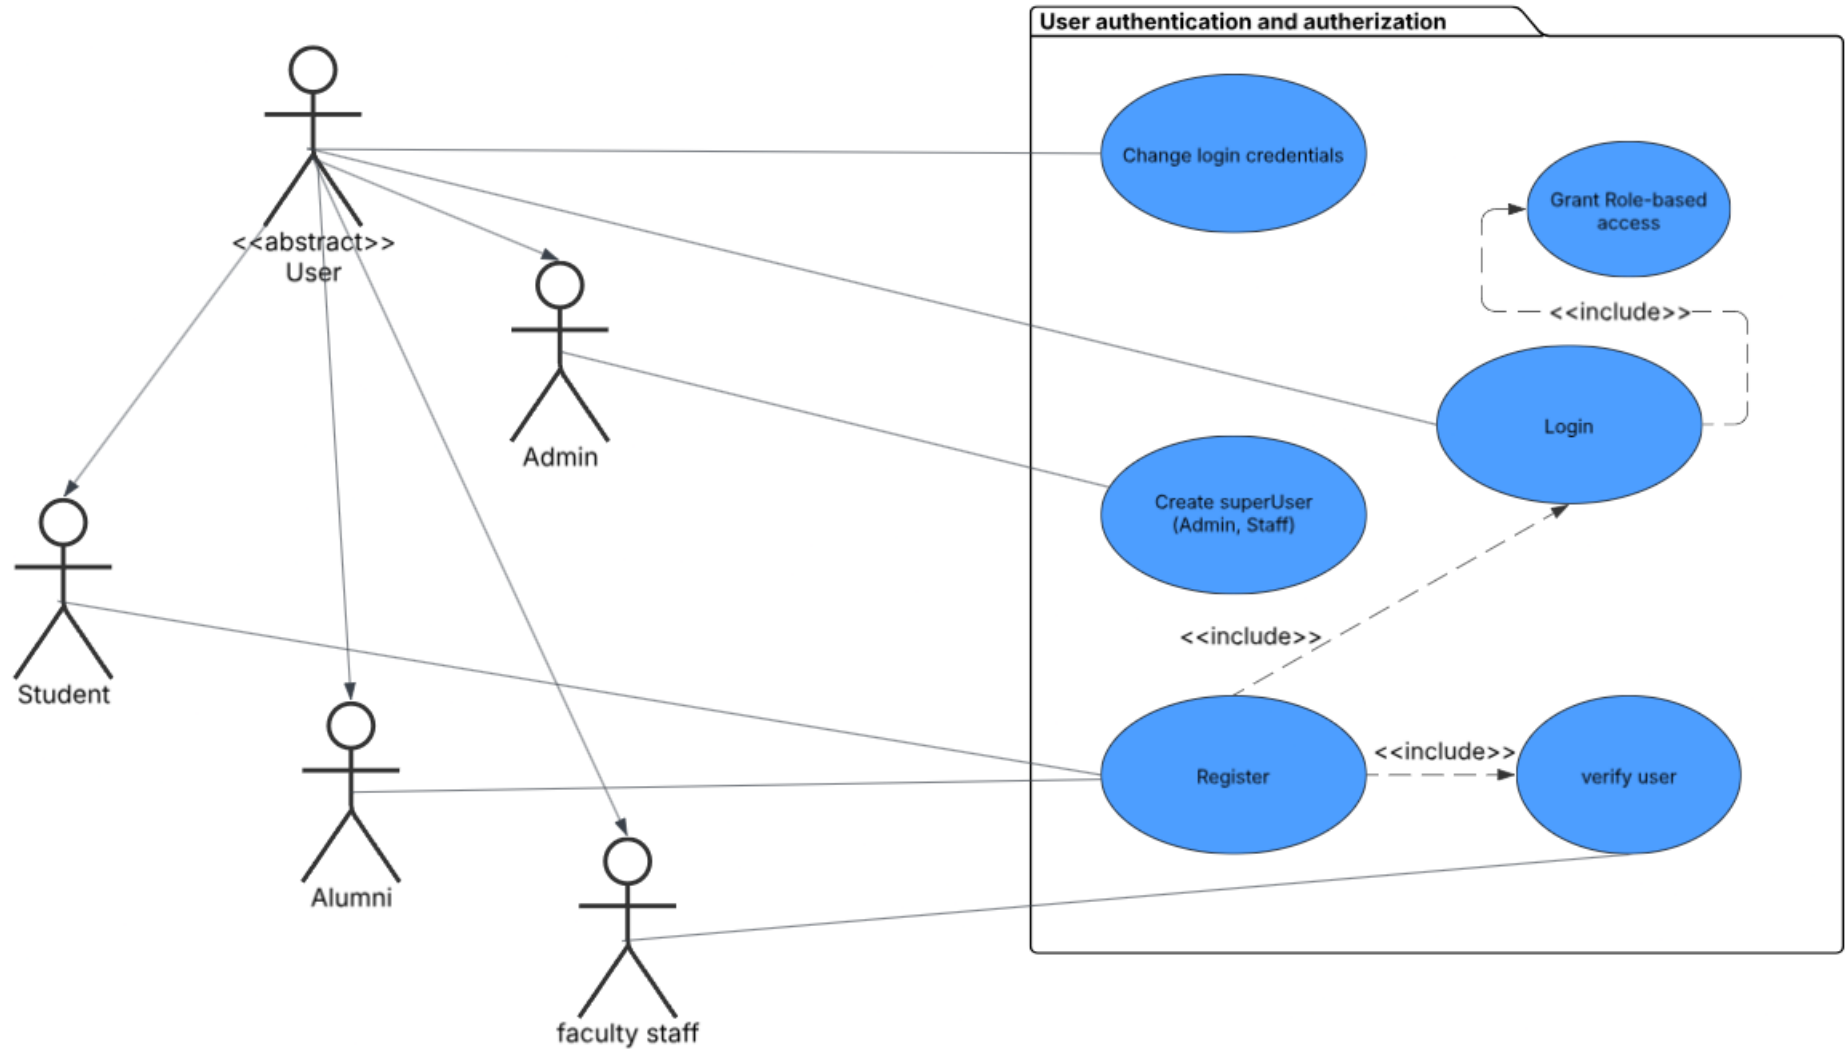 User authentication and autherization
Change login credentials
Grant Role-based
access
<<abstract>>
User
<<include>>
Login
Admin
Create superUser
(Admin, Staff)
<<include>>
Student
<<include>>
Register
verify user
Alumni
faculty staff